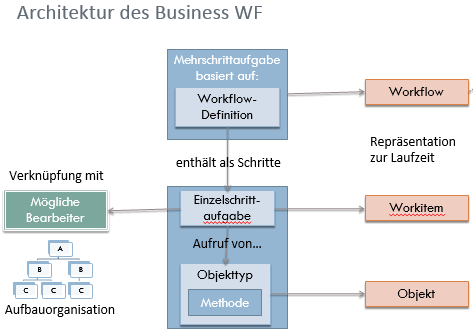 Architektur des Business WF
Mehrschrittaufgabe
basiert auf:
Workflow-
Definition
Workflow
Repräsentation
zur Laufzeit
enthält als Schritte
Verknüpfung mit
Mögliche
Bearbeiter
Einzelschritt-
aufgabe
Workitem
Aufruf von...
A
B B
C C C
Aufbauorganisation
Objekttyp
Methode
Objekt